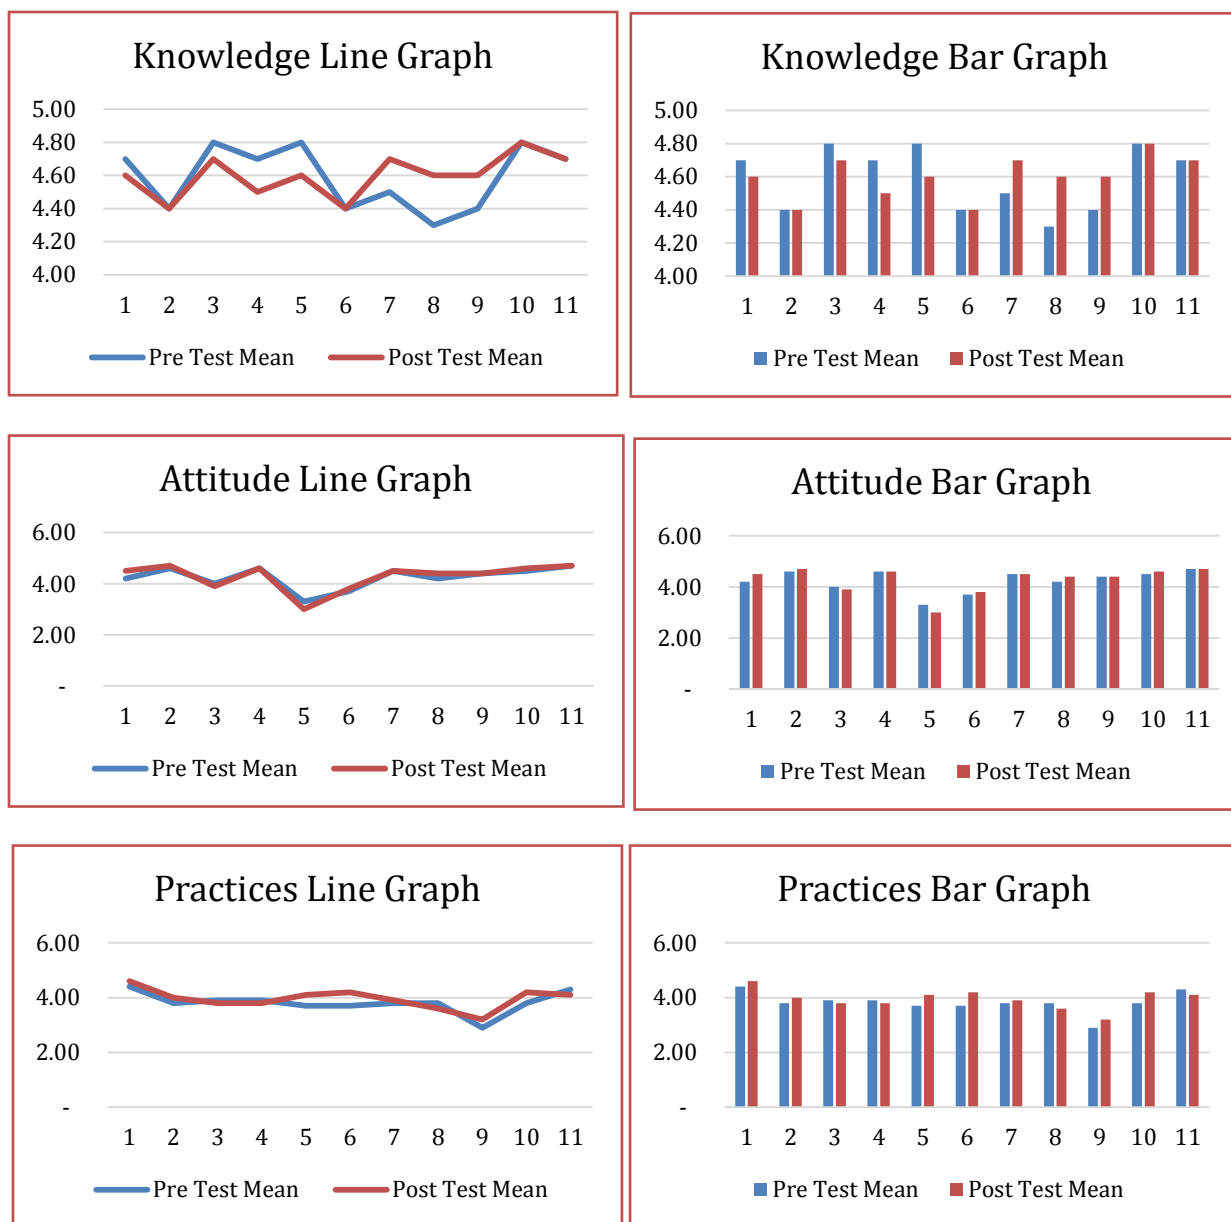 Knowledge Line Graph
5.00
4.80
4.60
4.40
4.20
4.00
1 2 3 4 5 6 7 8 9 10 11
Pre Test Mean Post Test Mean
Knowledge Bar Graph
5.00
4.80
4.60
4.40
4.20
4.00
1 2 3 4 5 6 7 8 9 10 11
Pre Test Mean Post Test Mean
Attitude Line Graph
6.00
4.00
2.00
-
1 2 3 4 5 6 7 8 9 10 11
Pre Test Mean Post Test Mean
Attitude Bar Graph
6.00
4.00
2.00
-
1 2 3 4 5 6 7 8 9 10 11
Pre Test Mean Post Test Mean
Practices Line Graph
6.00
4.00
2.00
-
1 2 3 4 5 6 7 8 9 10 11
Pre Test Mean Post Test Mean
Practices Bar Graph
6.00
4.00
2.00
-
1 2 3 4 5 6 7 8 9 10 11
Pre Test Mean Post Test Mean